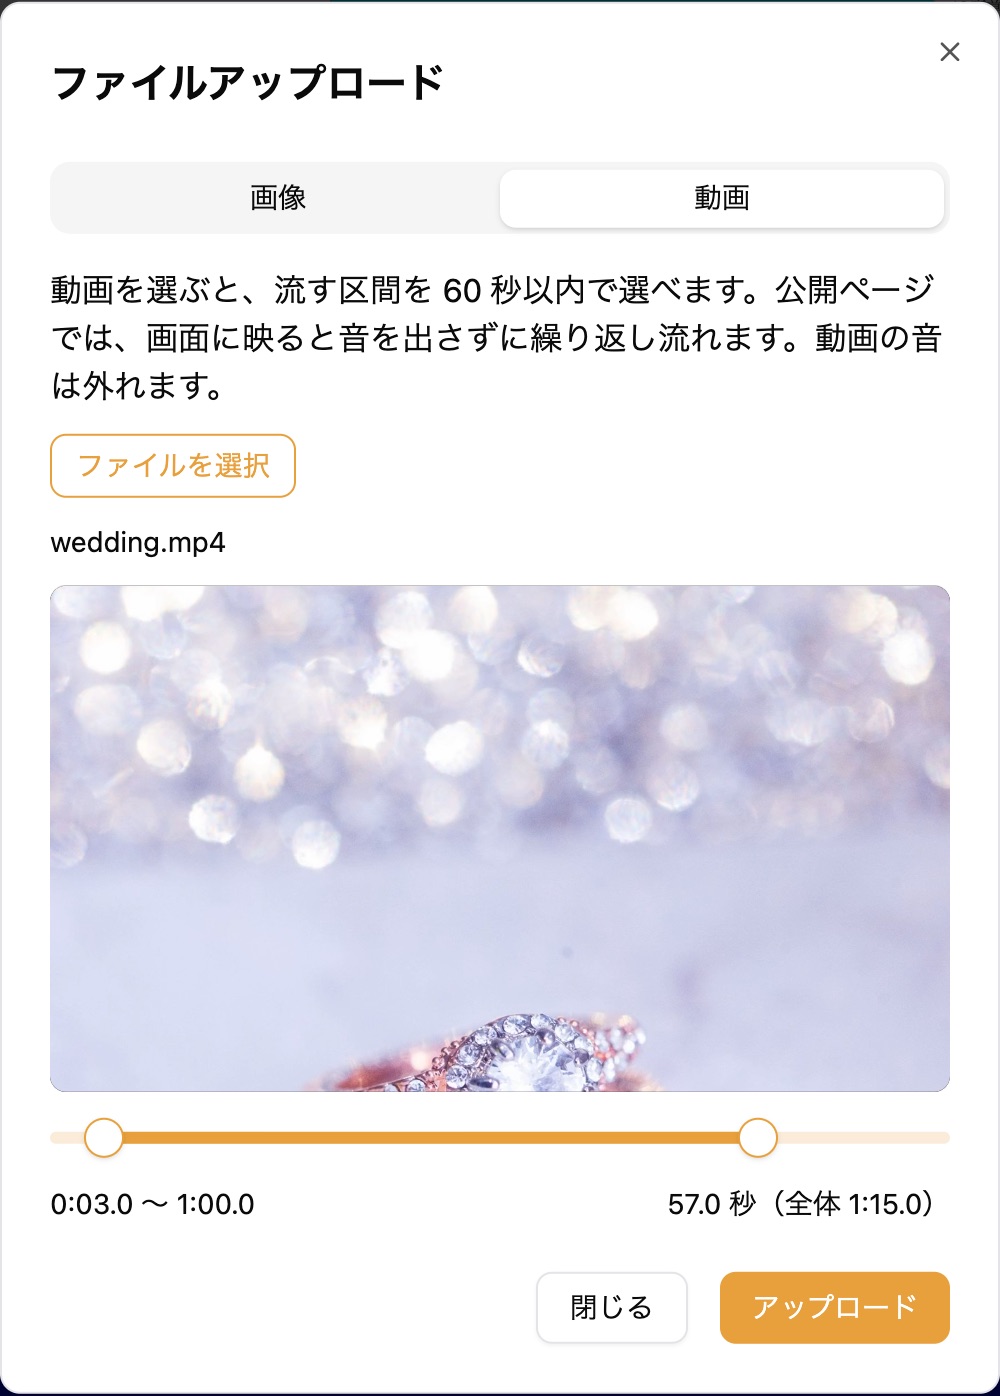 ファイルアップロード
画像
動画
動画を選ぶと、流す区間を 60 秒以内で選べます。公開ページ
では、画面に映ると音を出さずに繰り返し流れます。動画の音
は外れます。
ファイルを選択
wedding.mp4
0:03.0 〜 1:00.0
57.0 秒（全体 1:15.0）
閉じる
アップロード